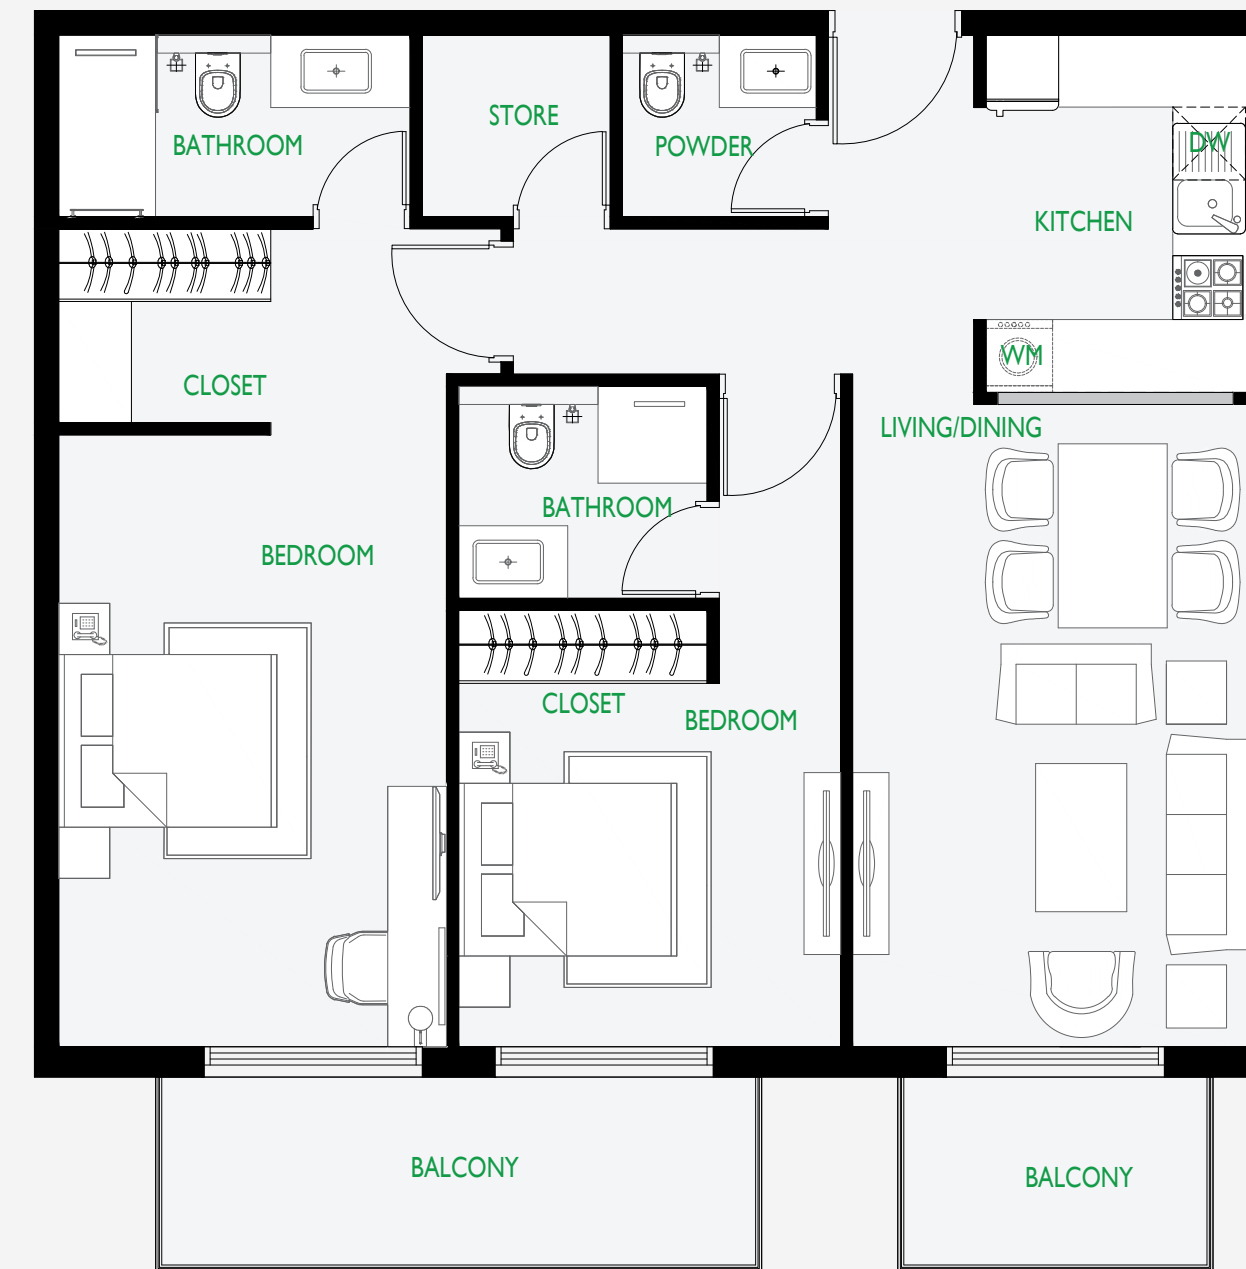 STORE
BATHROOM
POWDER
DW
KITCHEN
WM
CLOSET
LIVING/DINING
BATHROOM
BEDROOM
CLOSET
BEDROOM
BALCONY
BALCONY